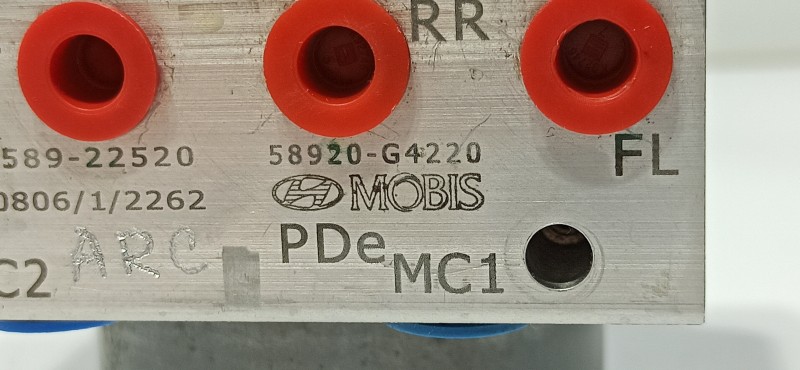 RR
FL
589-22520
58920-G4220
0806/1/2262
MOBIS
ARC
PDe
C2
MC1